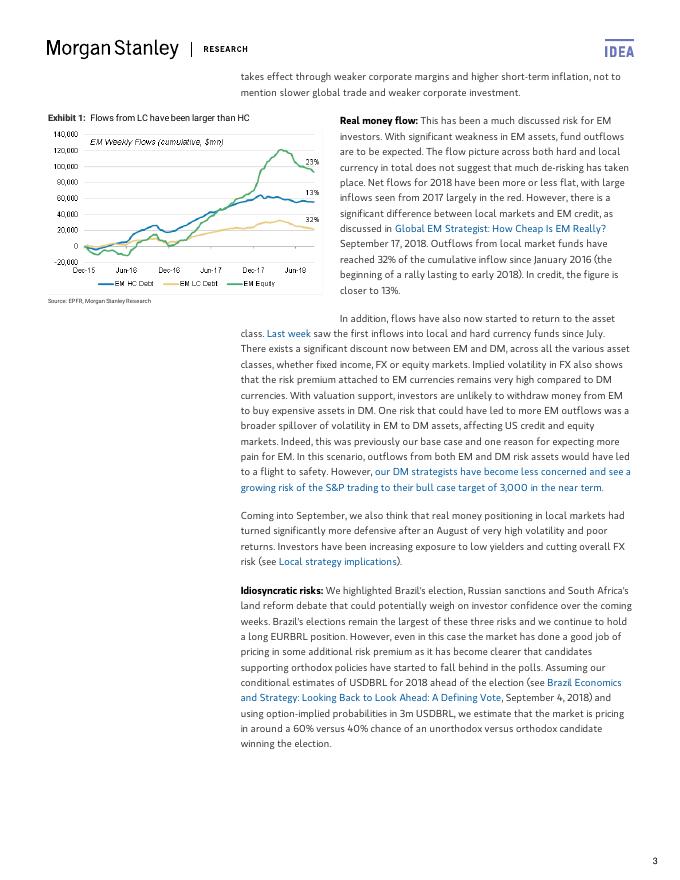 Morgan Stanley | RESEARCH
IDEA
takes effect through weaker corporate margins and higher short-term inflation, not to
mention slower global trade and weaker corporate investment.
Exhibit 1: Flows from LC have been larger than HC
EM Weekly Flows (cumulative, $mn)
140,000
120,000
100,000
80,000
60,000
40,000
20,000
0
-20,000
23%
13%
32%
Dec-15 Jun-16 Dec-16 Jun-17 Dec-17 Jun-18
EM HC Debt EM LC Debt EM Equity
Source: EPFR, Morgan Stanley Research
Real money flow: This has been a much discussed risk for EM
investors. With significant weakness in EM assets, fund outflows
are to be expected. The flow picture across both hard and local
currency in total does not suggest that much de-risking has taken
place. Net flows for 2018 have been more or less flat, with large
inflows seen from 2017 largely in the red. However, there is a
significant difference between local markets and EM credit, as
discussed in Global EM Strategist: How Cheap Is EM Really?
September 17, 2018. Outflows from local market funds have
reached 32% of the cumulative inflow since January 2016 (the
beginning of a rally lasting to early 2018). In credit, the figure is
closer to 13%.
In addition, flows have also now started to return to the asset
class. Last week saw the first inflows into local and hard currency funds since July.
There exists a significant discount now between EM and DM, across all the various asset
classes, whether fixed income, FX or equity markets. Implied volatility in FX also shows
that the risk premium attached to EM currencies remains very high compared to DM
currencies. With valuation support, investors are unlikely to withdraw money from EM
to buy expensive assets in DM. One risk that could have led to more EM outflows was a
broader spillover of volatility in EM to DM assets, affecting US credit and equity
markets. Indeed, this was previously our base case and one reason for expecting more
pain for EM. In this scenario, outflows from both EM and DM risk assets would have led
to a flight to safety. However, our DM strategists have become less concerned and see a
growing risk of the S&P trading to their bull case target of 3,000 in the near term.
Coming into September, we also think that real money positioning in local markets had
turned significantly more defensive after an August of very high volatility and poor
returns. Investors have been increasing exposure to low yielders and cutting overall FX
risk (see Local strategy implications).
Idiosyncratic risks: We highlighted Brazil's election, Russian sanctions and South Africa's
land reform debate that could potentially weigh on investor confidence over the coming
weeks. Brazil's elections remain the largest of these three risks and we continue to hold
a long EURBRL position. However, even in this case the market has done a good job of
pricing in some additional risk premium as it has become clearer that candidates
supporting orthodox policies have started to fall behind in the polls. Assuming our
conditional estimates of USDBRL for 2018 ahead of the election (see Brazil Economics
and Strategy: Looking Back to Look Ahead: A Defining Vote, September 4, 2018) and
using option-implied probabilities in 3m USDBRL, we estimate that the market is pricing
in around a 60% versus 40% chance of an unorthodox versus orthodox candidate
winning the election.
3